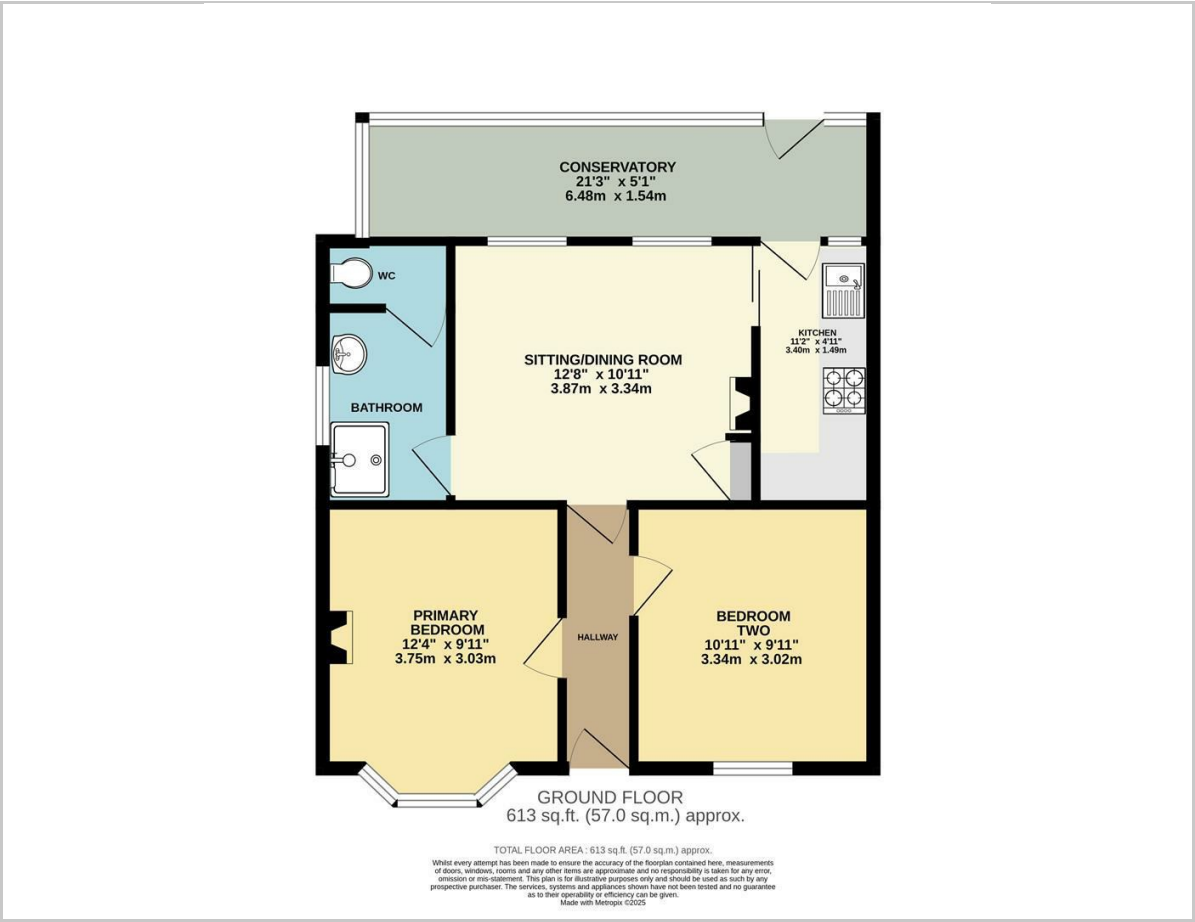 CONSERVATORY
21'3" x 5'1"
6.48m x 1.54m
WC
SITTING/DINING ROOM
12'8" x 10'11"
3.87m x 3.34m
KITCHEN
11'2" x 4'11"
3.40m x 1.49m
BATHROOM
PRIMARY
BEDROOM
12'4" x 9'11"
3.75m x 3.03m
HALLWAY
BEDROOM
TWO
10'11" x 9'11"
3.34m x 3.02m
GROUND FLOOR
613 sq.ft. (57.0 sq.m.) approx.
TOTAL FLOOR AREA : 613 sq.ft. (57.0 sq.m.) approx.
Whilst every attempt has been made to ensure the accuracy of the floorplan contained here, measurements
of doors, windows, rooms and any other items are approximate and no responsibility is taken for any error,
omission or mis-statement. This plan is for illustrative purposes only and should be used as such by any
prospective purchaser. The services, systems and appliances shown have not been tested and no guarantee
as to their operability or efficiency can be given.
Made with Metropix ©2025